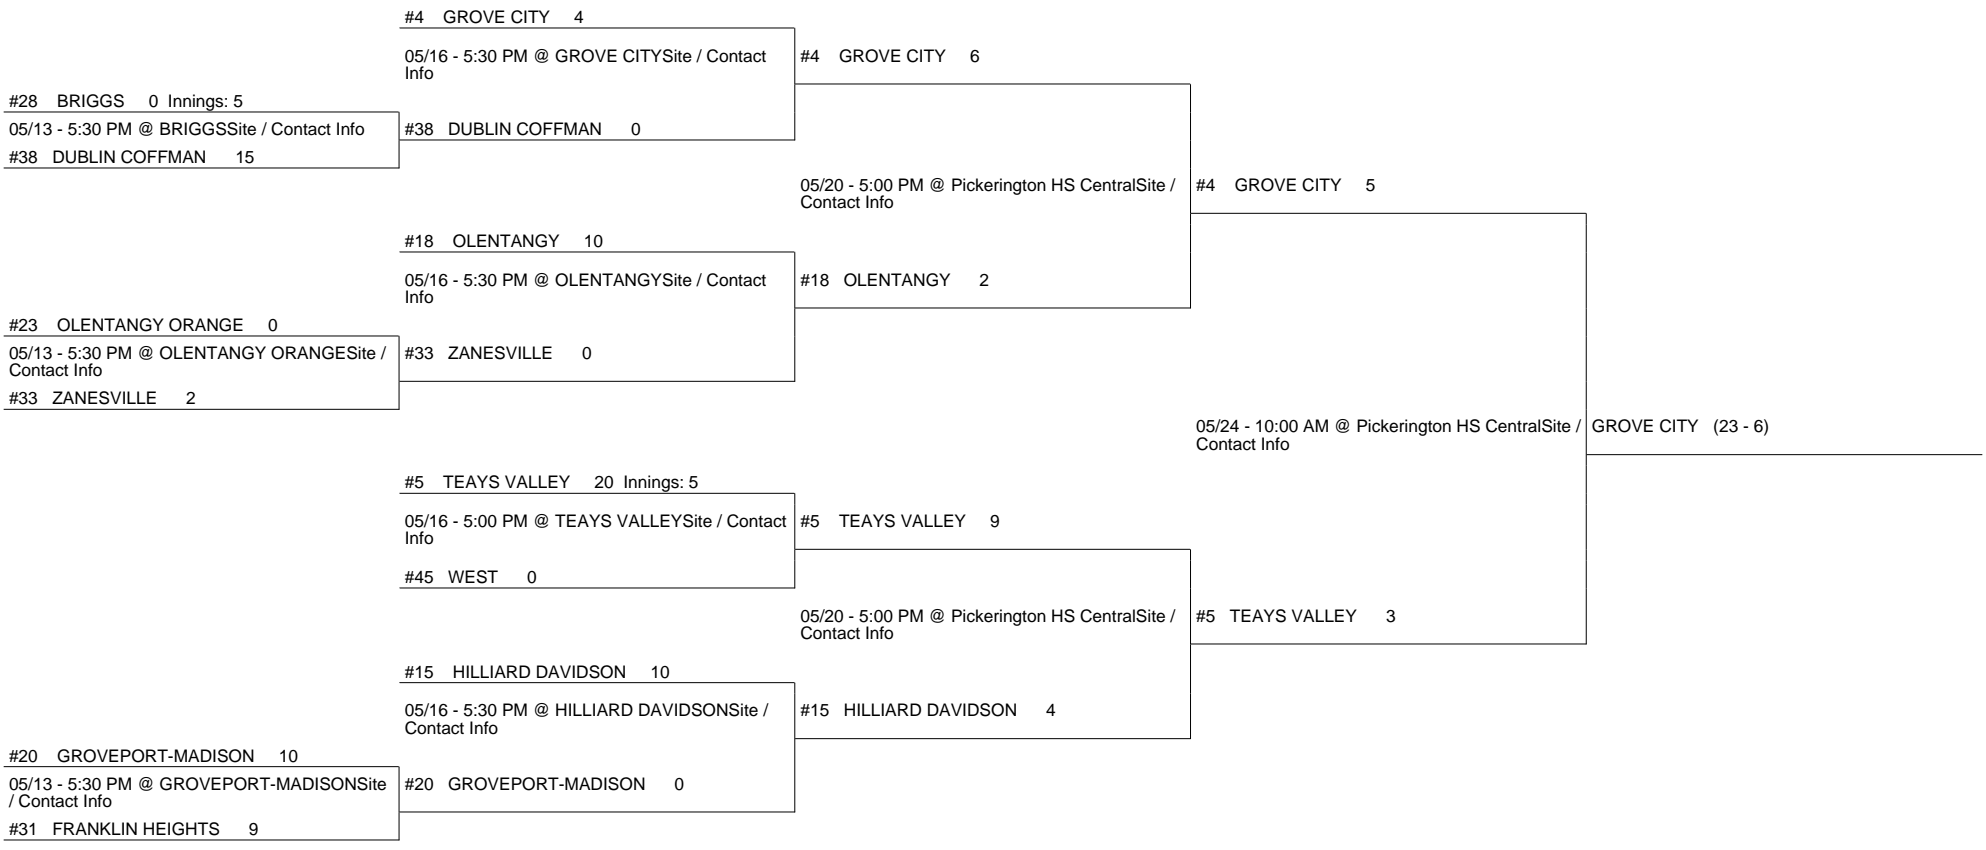 #4 GROVE CITY 4
05/16 - 5:30 PM @ GROVE CITYSite / Contact
Info
#4 GROVE CITY 6
#28 BRIGGS 0 Innings: 5
05/13 - 5:30 PM @ BRIGGSSite / Contact Info
#38 DUBLIN COFFMAN 0
#38 DUBLIN COFFMAN 15
05/20 - 5:00 PM @ Pickerington HS CentralSite /
Contact Info
#4 GROVE CITY 5
#18 OLENTANGY 10
05/16 - 5:30 PM @ OLENTANGYSite / Contact
Info
#18 OLENTANGY 2
#23 OLENTANGY ORANGE 0
05/13 - 5:30 PM @ OLENTANGY ORANGESite /
Contact Info
#33 ZANESVILLE 0
#33 ZANESVILLE 2
05/24 - 10:00 AM @ Pickerington HS CentralSite /
Contact Info
GROVE CITY (23 - 6)
#5 TEAYS VALLEY 20 Innings: 5
05/16 - 5:00 PM @ TEAYS VALLEYSite / Contact
Info
#5 TEAYS VALLEY 9
#45 WEST 0
05/20 - 5:00 PM @ Pickerington HS CentralSite /
Contact Info
#5 TEAYS VALLEY 3
#15 HILLIARD DAVIDSON 10
05/16 - 5:30 PM @ HILLIARD DAVIDSONSite /
Contact Info
#15 HILLIARD DAVIDSON 4
#20 GROVEPORT-MADISON 10
05/13 - 5:30 PM @ GROVEPORT-MADISONSite
/ Contact Info
#20 GROVEPORT-MADISON 0
#31 FRANKLIN HEIGHTS 9